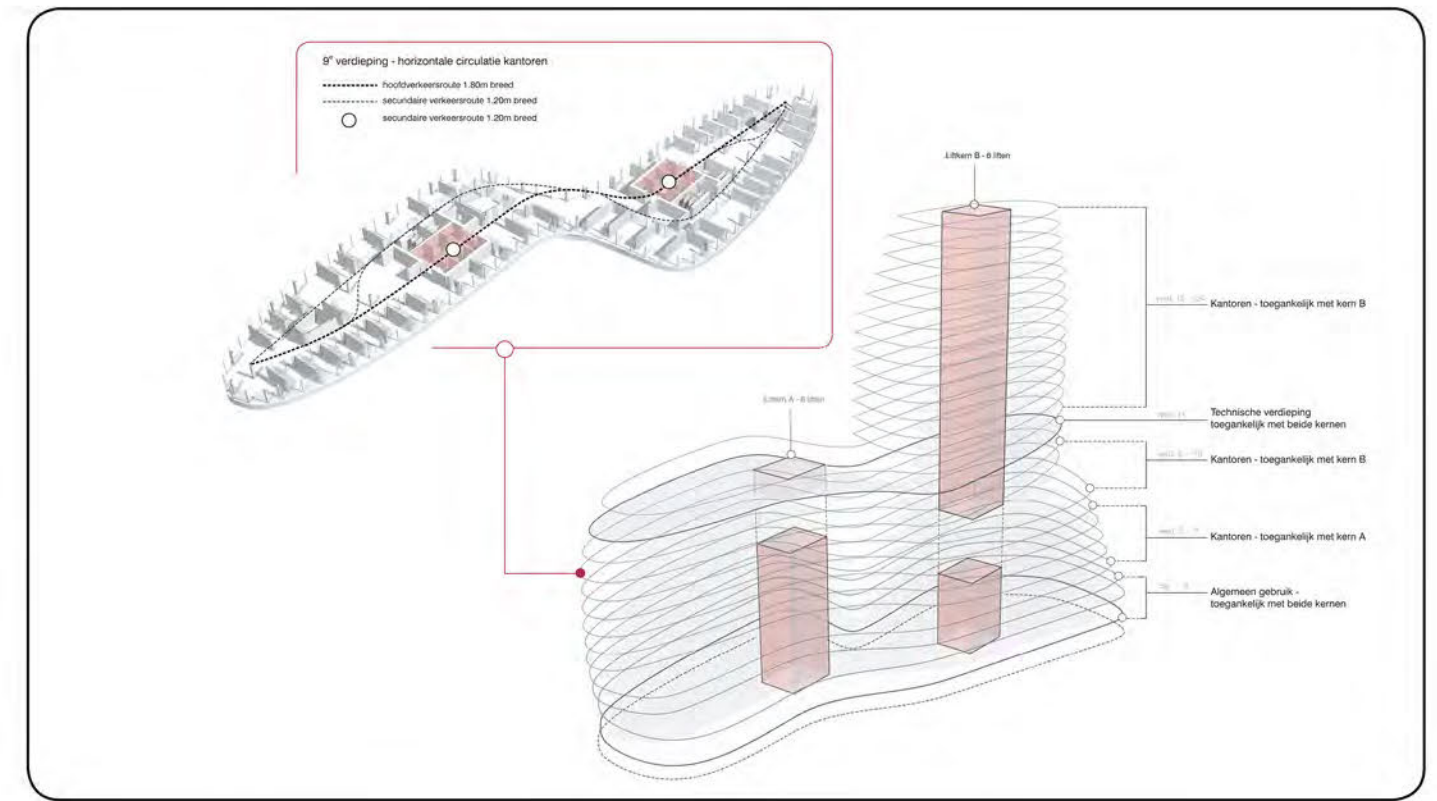 9e verdieping - horizontale circulatie kantoren
hoofdverkeersroute 1.80m breed
secundaire verkeersroute 1.20m breed
secundaire verkeersroute 1.20m breed
Liftkern B - 6 liften
Kantoren - toegankelijk met kern B
A - 6 liften
Technische verdieping
toegankelijk met beide kernen
Kantoren - toegankelijk met kern B
Kantoren - toegankelijk met kern A
Algemeen gebruik -
toegankelijk met beide kernen